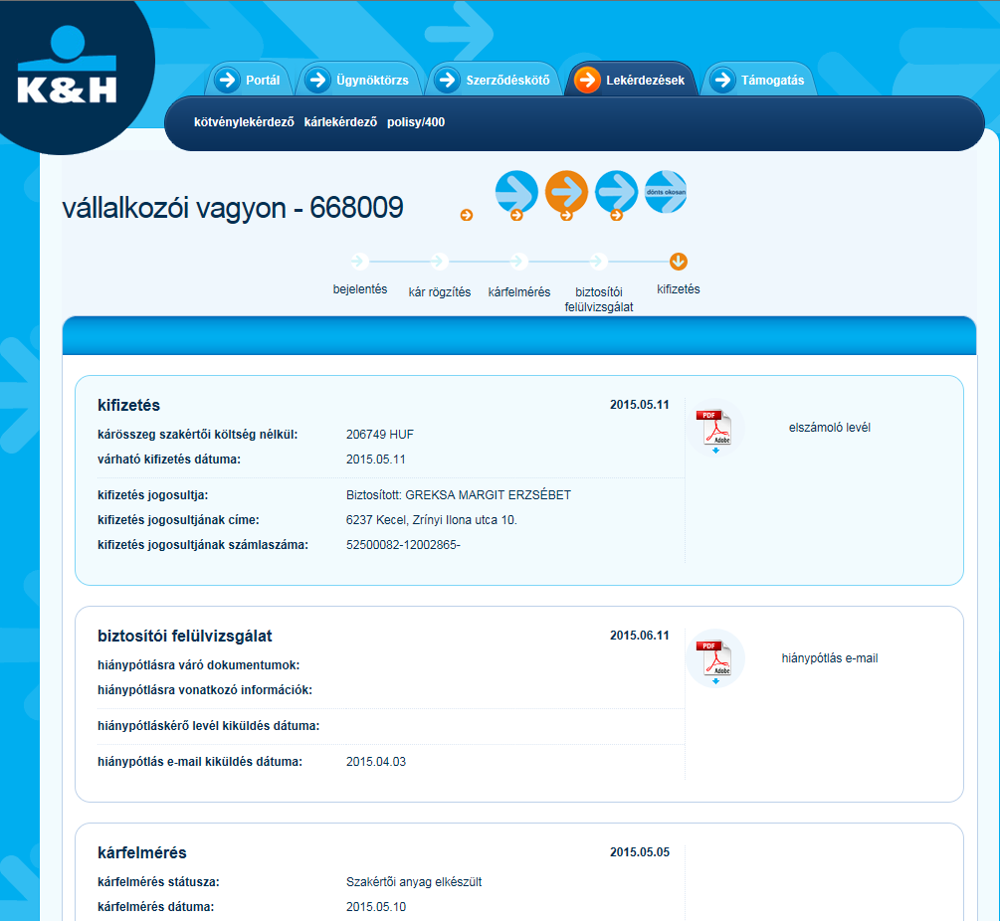 K&H
Portál
Ügynöktörzs
Szerződéskötő
Lekérdezések
Támogatás
kötvénylekérdező kárlekérdező polisy/400
vállalkozói vagyon - 668009
dönts okosan
bejelentés
kár rögzítés
kárfelmérés
biztosítói
felülvizsgálat
kifizetés
kifizetés 2015.05.11
PDF
Adobe
elszámoló levél
kárösszeg szakértői költség nélkül: 206749 HUF
várható kifizetés dátuma: 2015.05.11
kifizetés jogosultja: Biztosított: GREKSA MARGIT ERZSÉBET
kifizetés jogosultjának címe: 6237 Kecel, Zrínyi Ilona utca 10.
kifizetés jogosultjának számlaszáma: 52500082-12002865-
biztosítói felülvizsgálat 2015.06.11
PDF
Adobe
hiánypótlás e-mail
hiánypótlásra váró dokumentumok:
hiánypótlásra vonatkozó információk:
hiánypótláskérő levél kiküldés dátuma:
hiánypótlás e-mail kiküldés dátuma: 2015.04.03
kárfelmérés 2015.05.05
kárfelmérés státusza: Szakértõi anyag elkészült
kárfelmérés dátuma: 2015.05.10